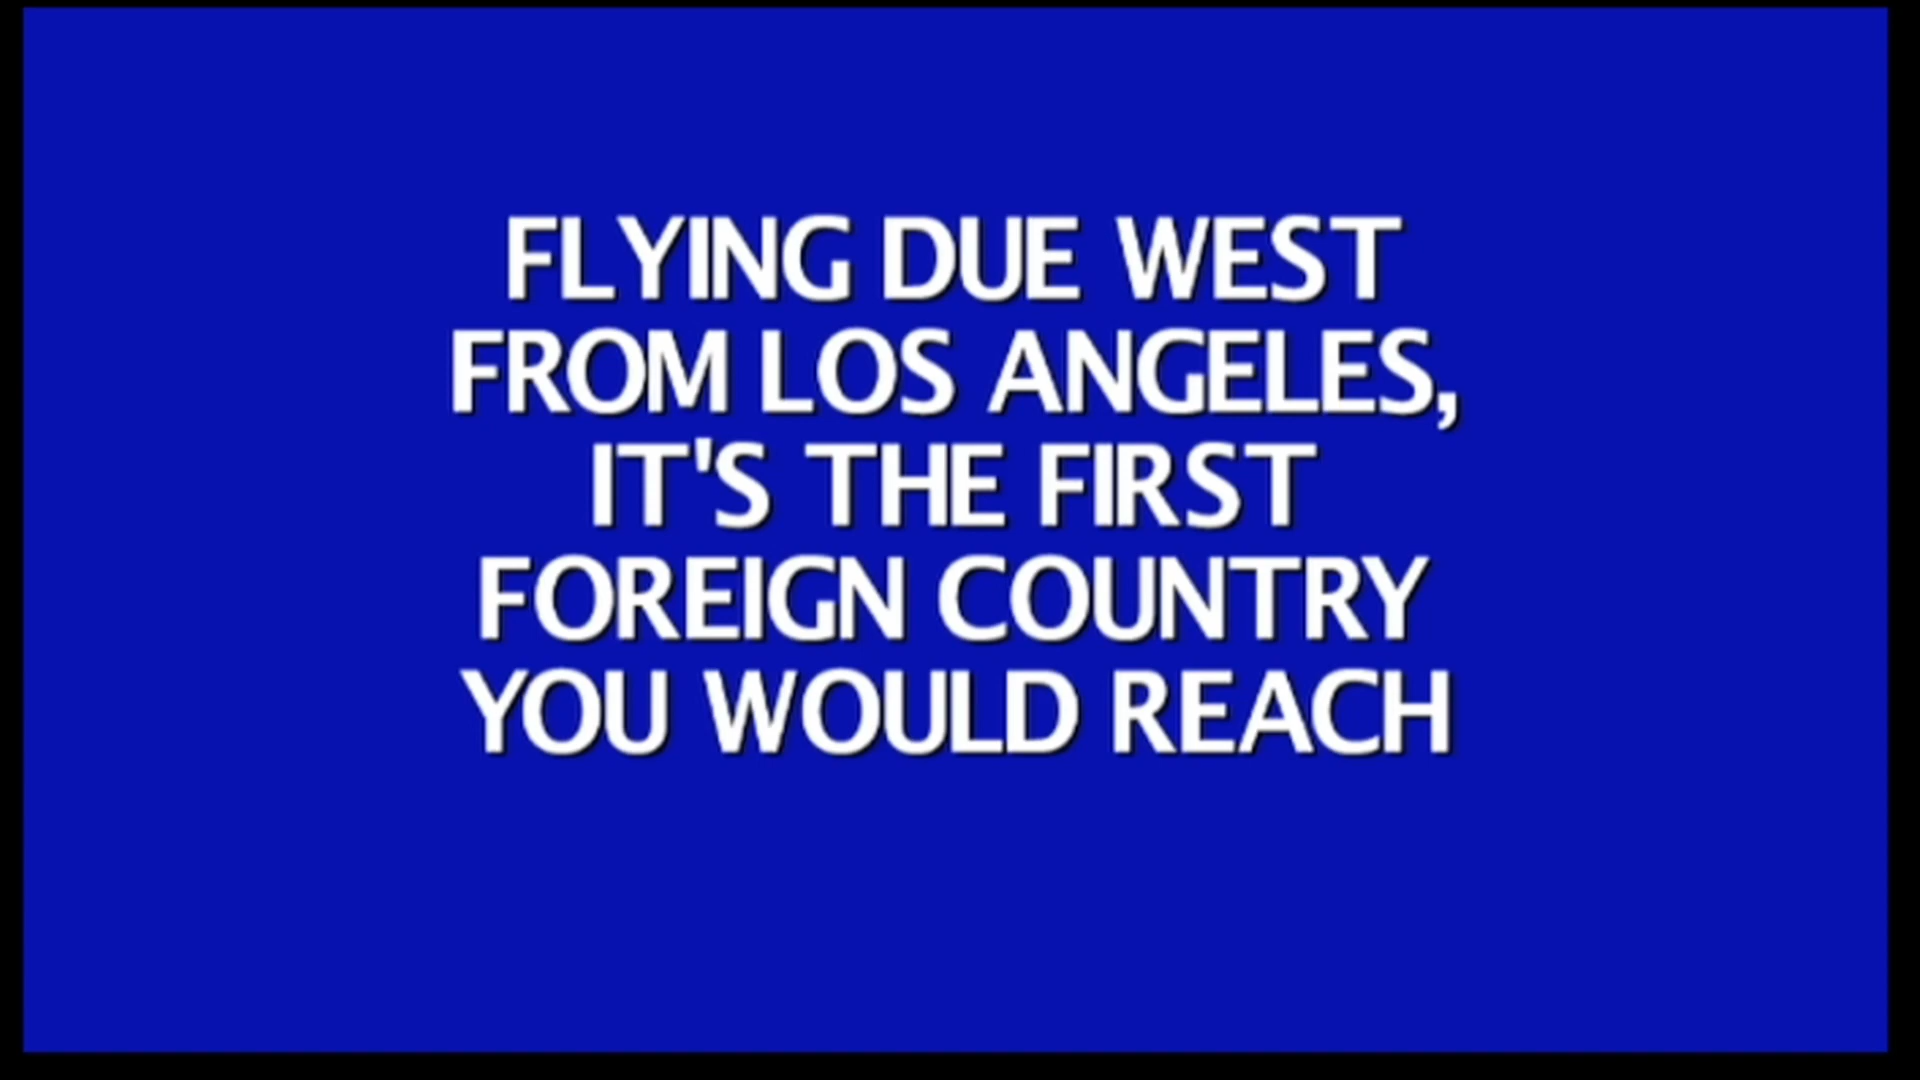 FLYING DUE WEST
FROM LOS ANGELES,
IT'S THE FIRST
FOREIGN COUNTRY
YOU WOULD REACH